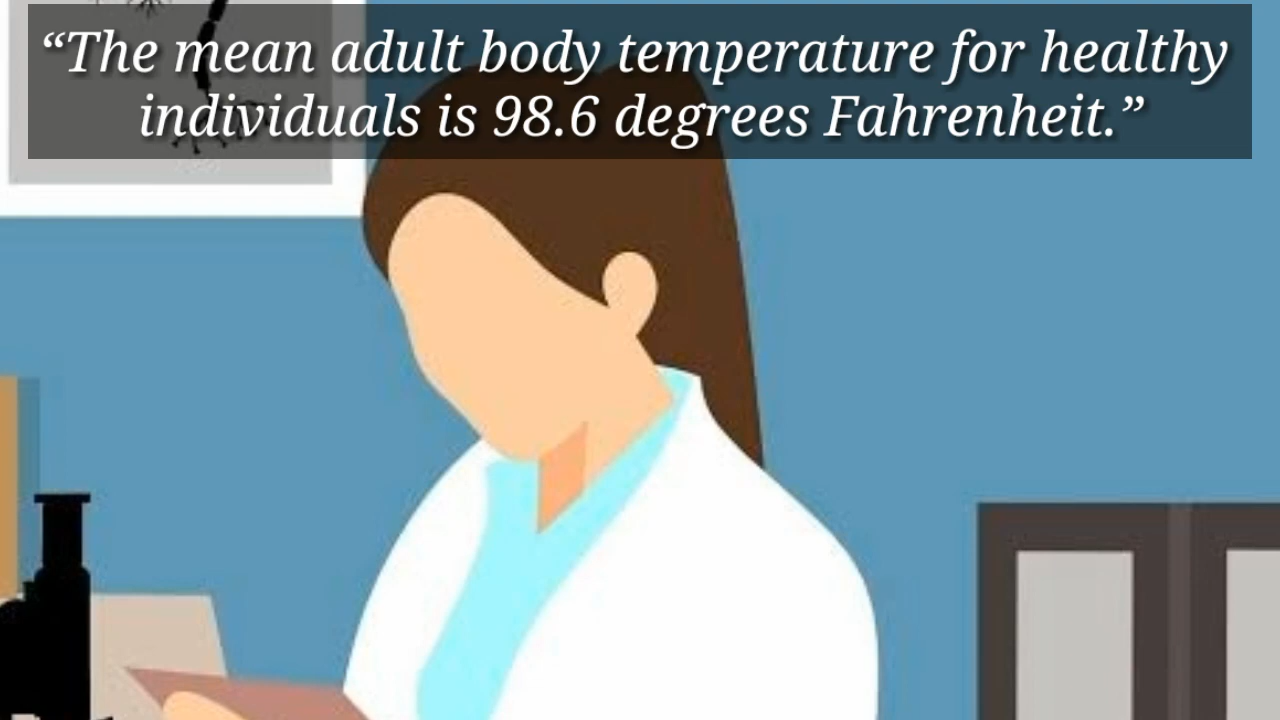 “The mean adult body temperature for healthy
individuals is 98.6 degrees Fahrenheit.”